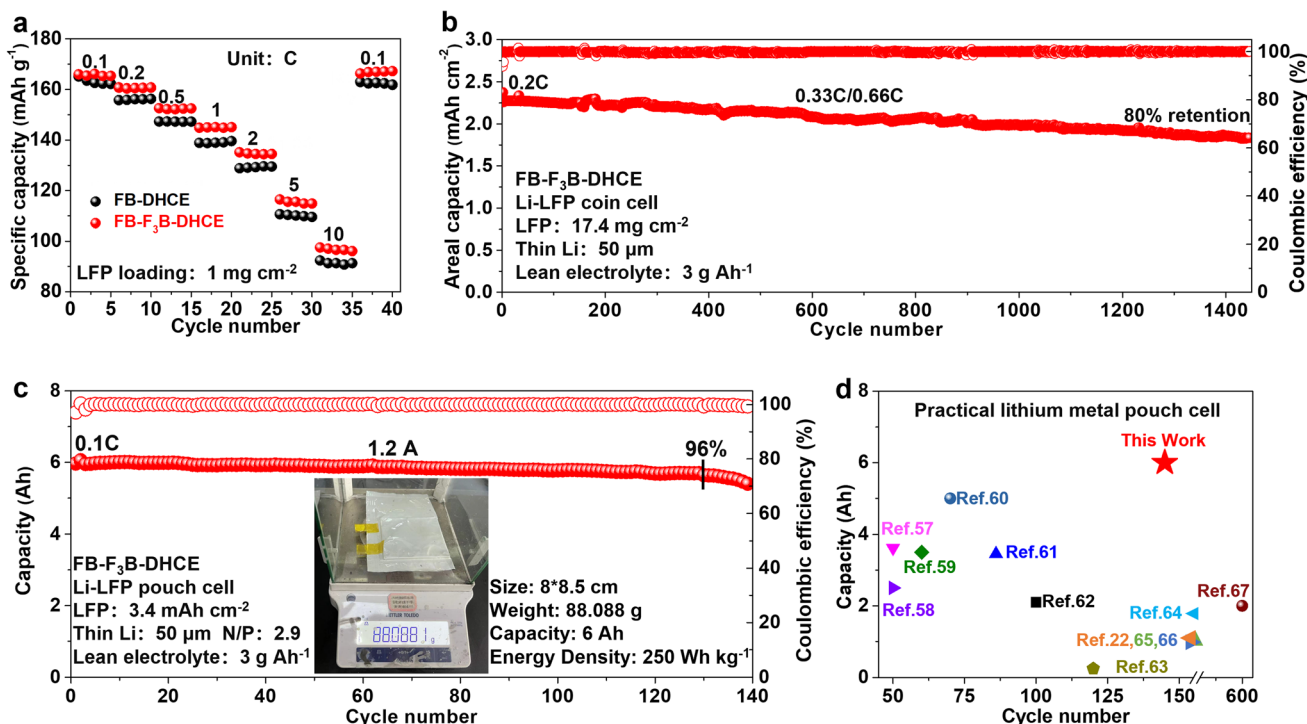 a
Specific capacity (mAh g⁻¹)
180
160
140
120
100
80
0.1
0.2
0.5
1
2
5
10
0.1
Unit: C
FB-DHCE
FB-F₃B-DHCE
LFP loading: 1 mg cm⁻²
0 5 10 15 20 25 30 35 40
Cycle number
b
Areal capacity (mAh cm⁻²)
3.0
2.5
2.0
1.5
1.0
0.5
0.0
0.2C
0.33C/0.66C
80% retention
FB-F₃B-DHCE
Li-LFP coin cell
LFP: 17.4 mg cm⁻²
Thin Li: 50 μm
Lean electrolyte: 3 g Ah⁻¹
0 200 400 600 800 1000 1200 1400
Cycle number
100
80
60
40
20
0
Coulombic efficiency (%)
c
Capacity (Ah)
8
6
4
2
0
0.1C
1.2 A
96%
FB-F₃B-DHCE
Li-LFP pouch cell
LFP: 3.4 mAh cm⁻²
Thin Li: 50 μm N/P: 2.9
Lean electrolyte: 3 g Ah⁻¹
METTLER TOLEDO
88.0881 g
Size: 8*8.5 cm
Weight: 88.088 g
Capacity: 6 Ah
Energy Density: 250 Wh kg⁻¹
0 20 40 60 80 100 120 140
Cycle number
100
80
60
40
20
0
Coulombic efficiency (%)
d
Capacity (Ah)
8
6
4
2
0
Practical lithium metal pouch cell
This Work
Ref.60
Ref.57
Ref.59
Ref.61
Ref.58
Ref.62
Ref.67
Ref.64
Ref.22,65,66
Ref.63
50 75 100 125 150 600
Cycle number